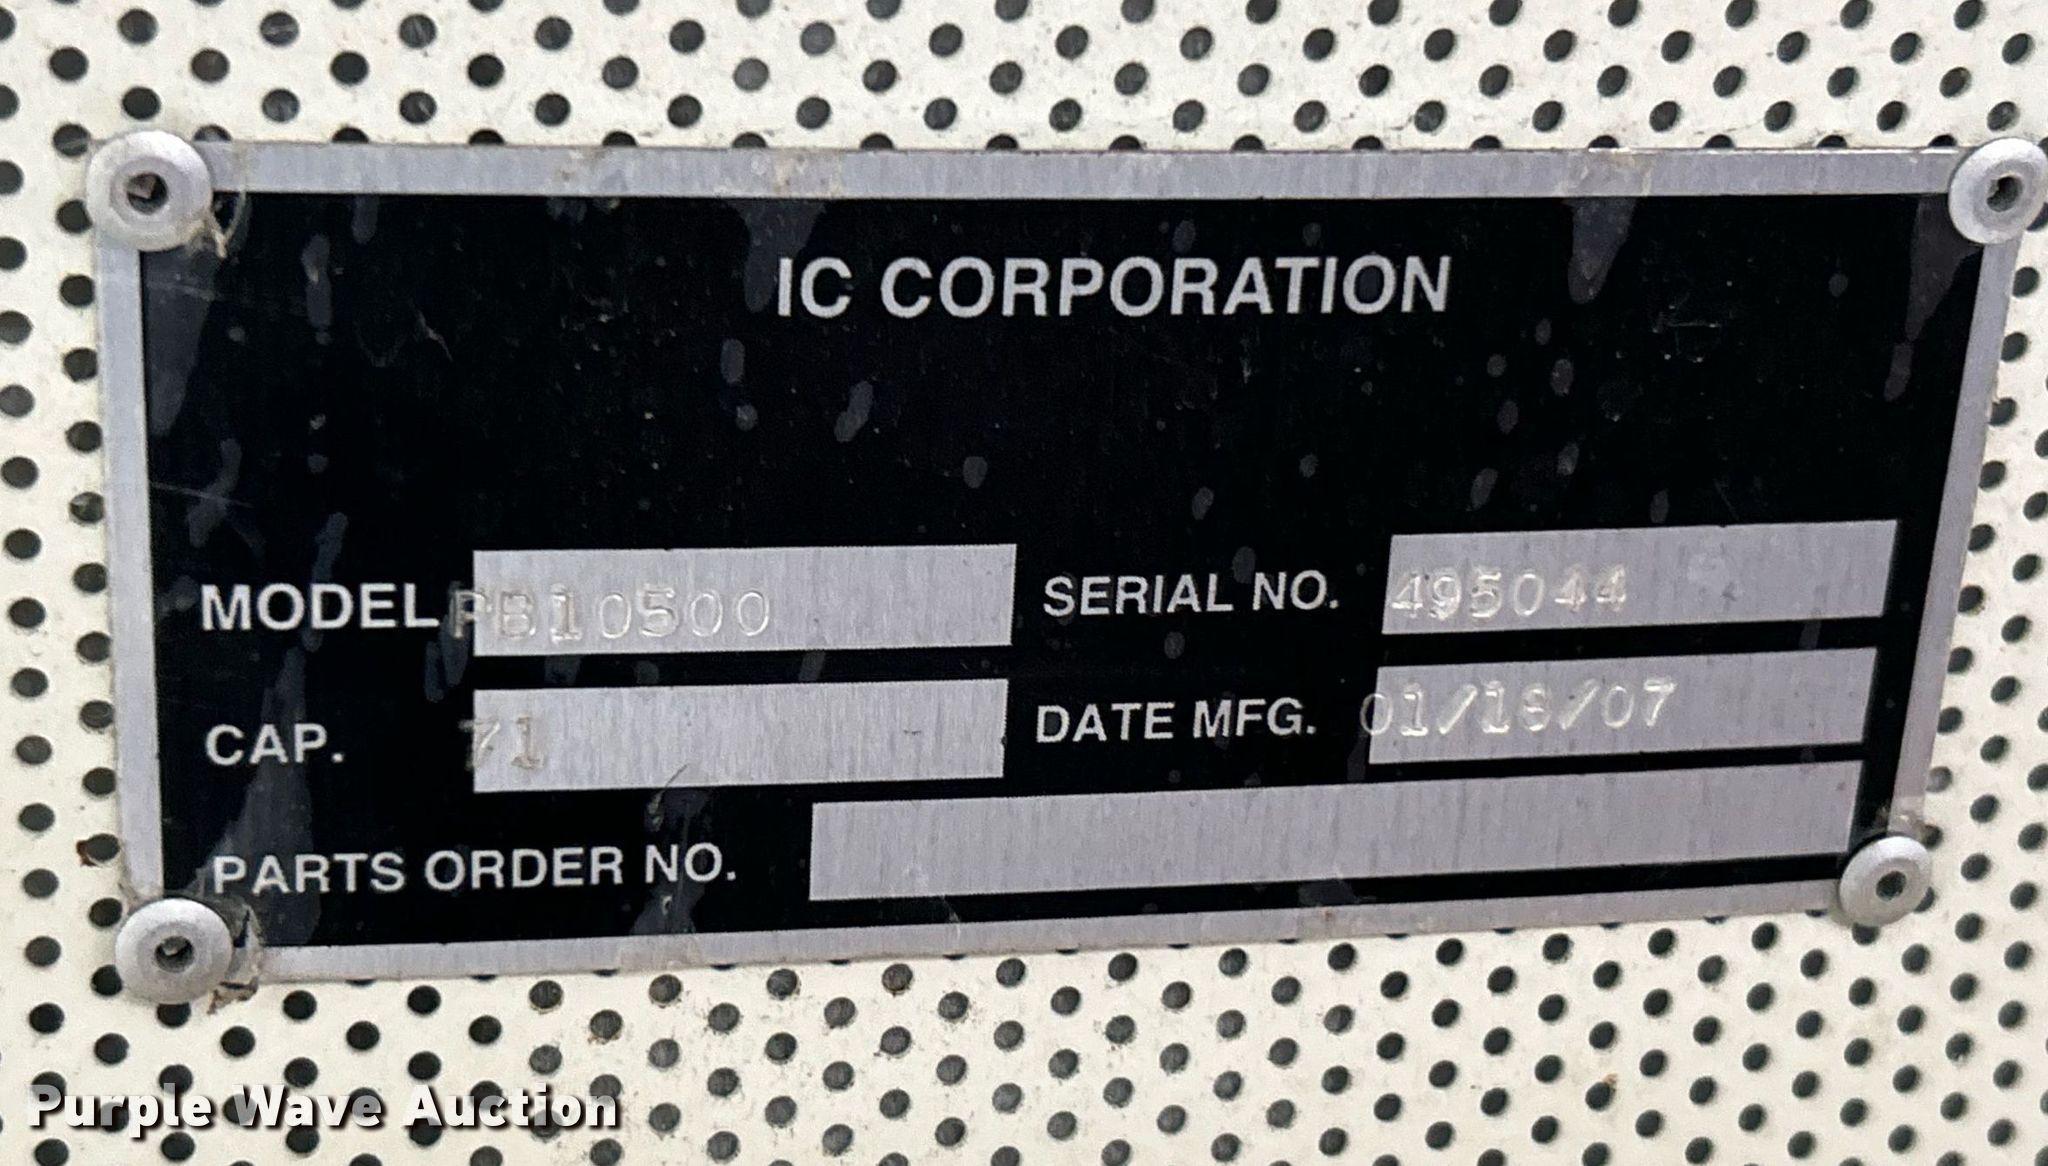 IC CORPORATION
MODEL PB10500 SERIAL NO. 495044
CAP. 71 DATE MFG. 01/18/07
PARTS ORDER NO.
Purple Wave Auction